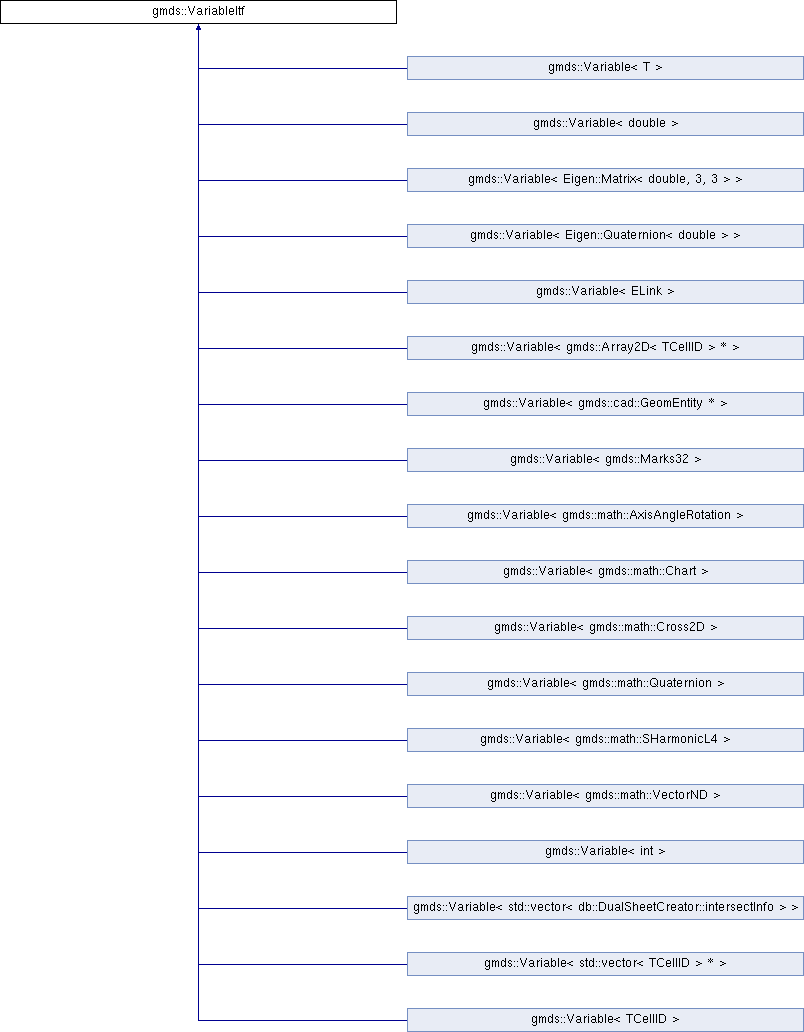 gmds::VariableItf
gmds::Variable< T >
gmds::Variable< double >
gmds::Variable< Eigen::Matrix< double, 3, 3 > >
gmds::Variable< Eigen::Quaternion< double > >
gmds::Variable< ELink >
gmds::Variable< gmds::Array2D< TCellID > * >
gmds::Variable< gmds::cad::GeomEntity * >
gmds::Variable< gmds::Marks32 >
gmds::Variable< gmds::math::AxisAngleRotation >
gmds::Variable< gmds::math::Chart >
gmds::Variable< gmds::math::Cross2D >
gmds::Variable< gmds::math::Quaternion >
gmds::Variable< gmds::math::SHarmonicL4 >
gmds::Variable< gmds::math::VectorND >
gmds::Variable< int >
gmds::Variable< std::vector< db::DualSheetCreator::intersectInfo > >
gmds::Variable< std::vector< TCellID > * >
gmds::Variable< TCellID >